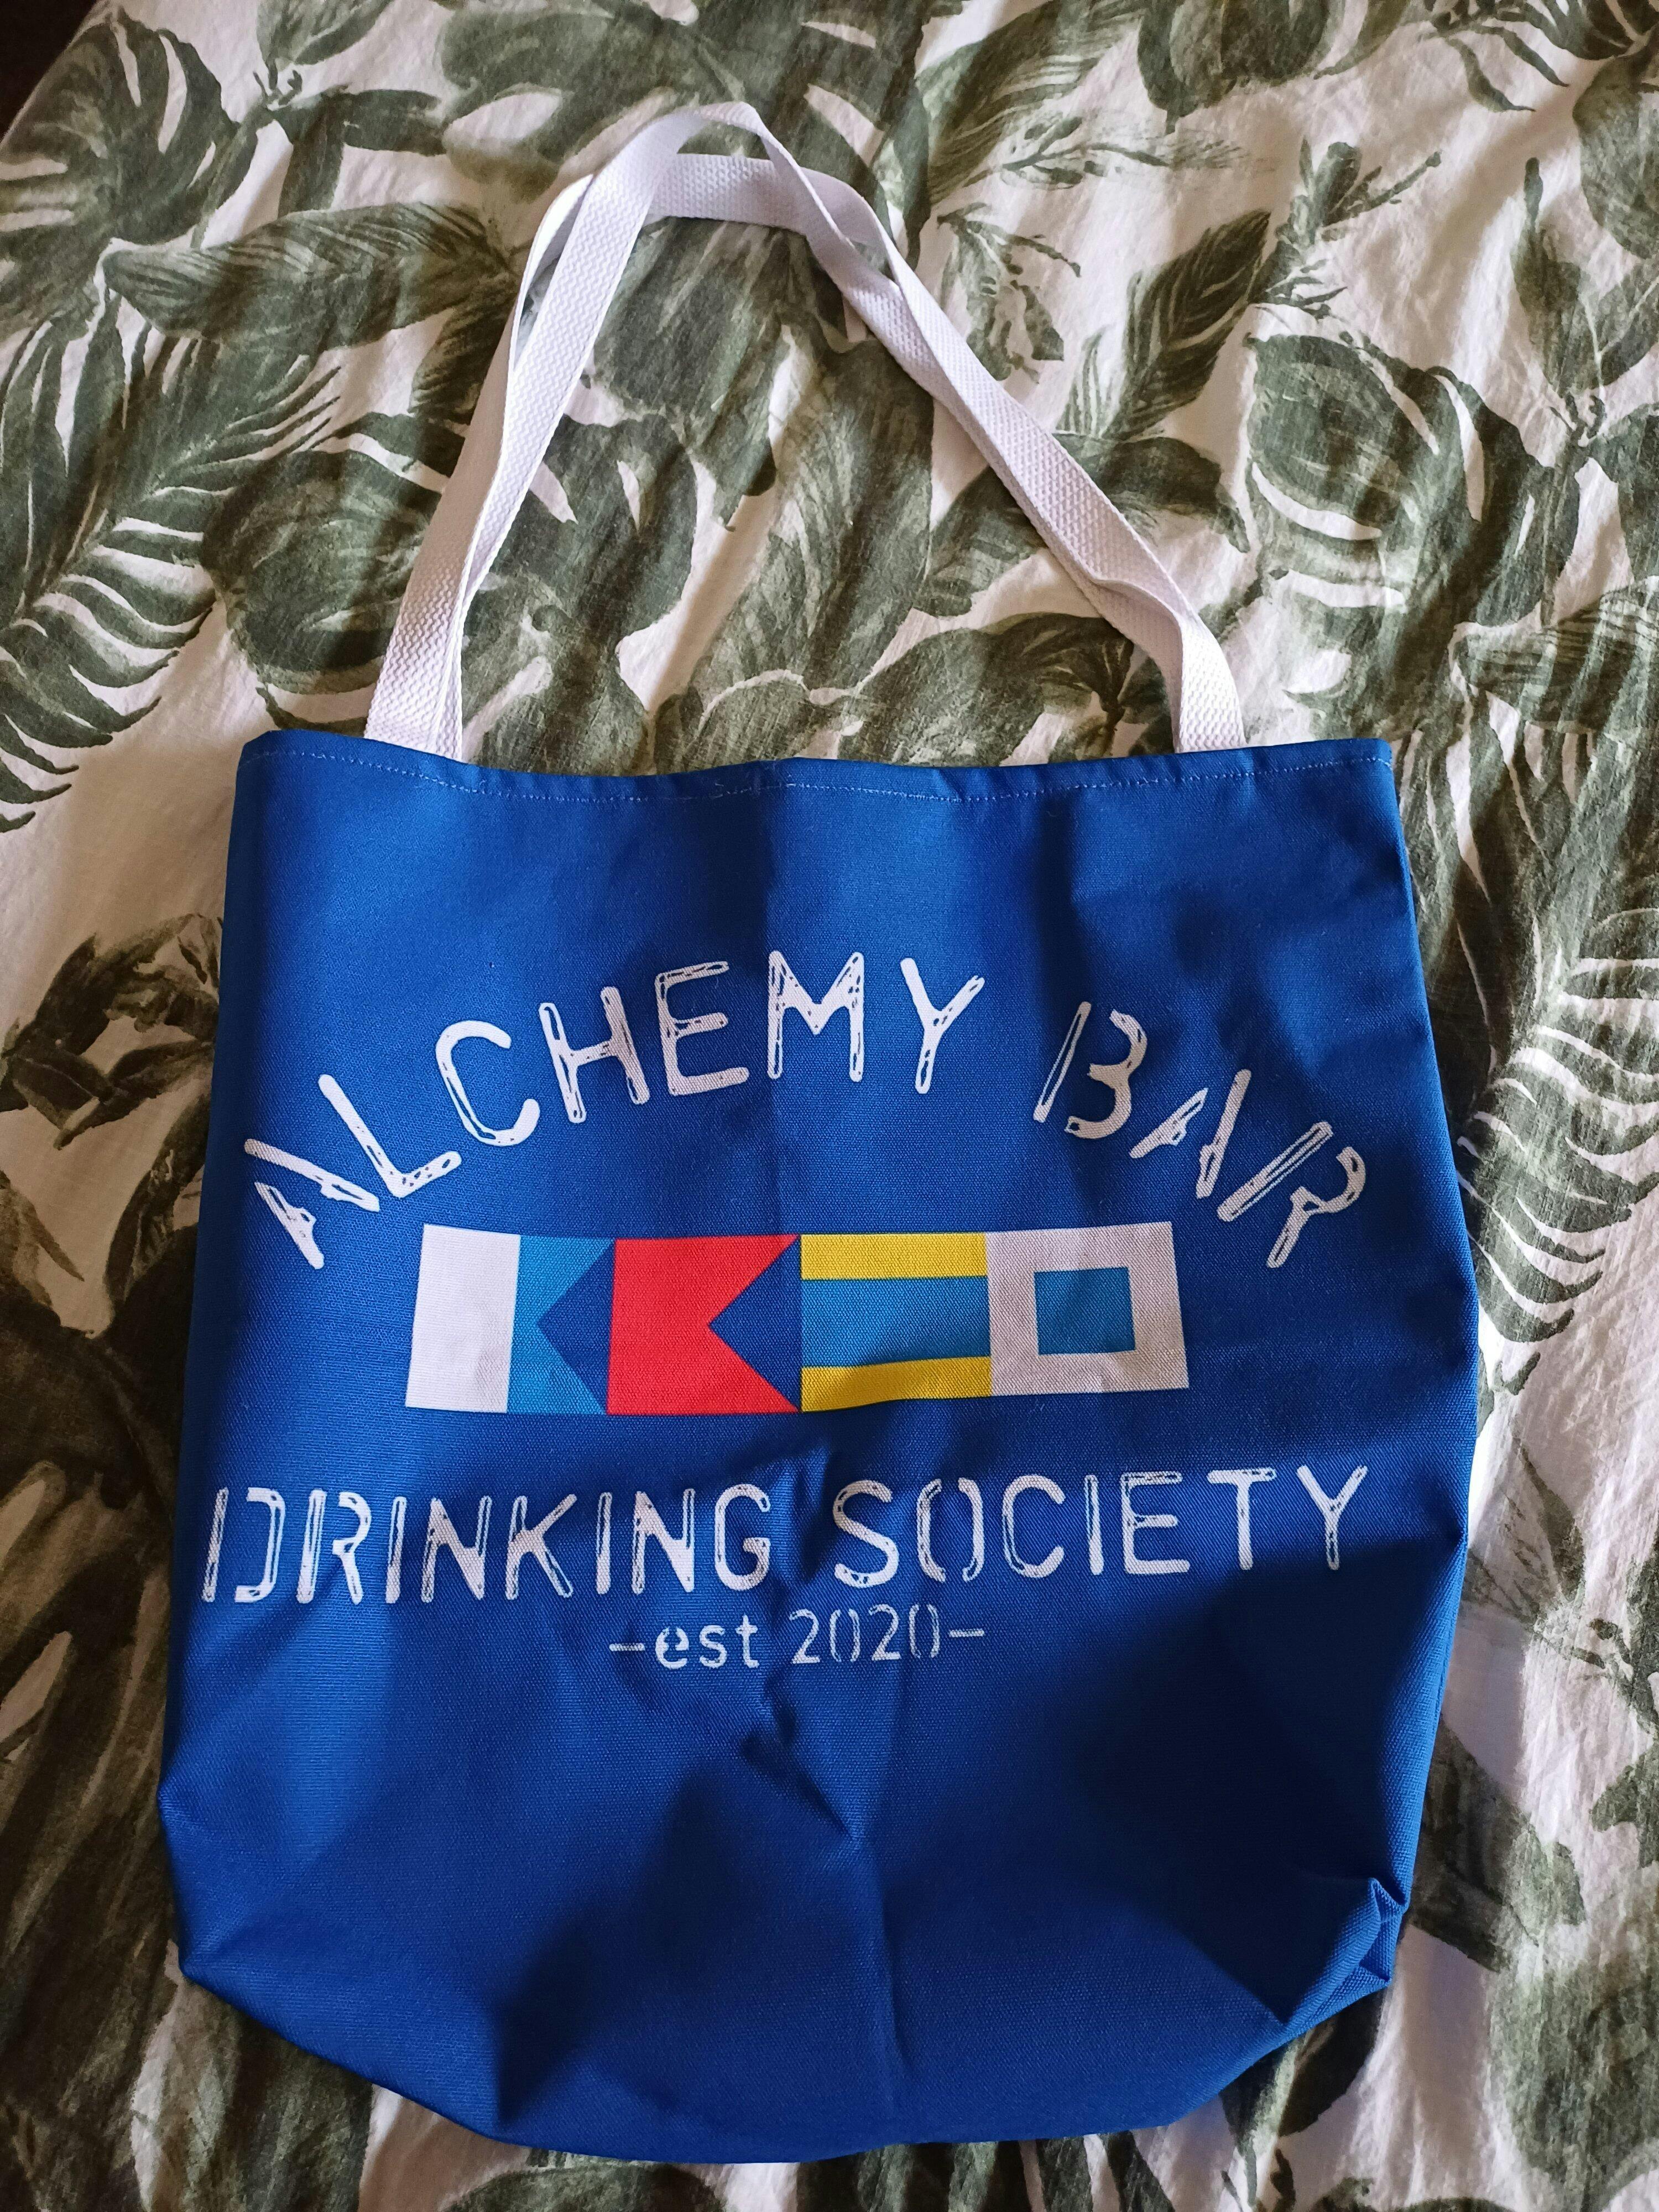 ALCHEMY BAR
DRINKING SOCIETY
-est 2020-